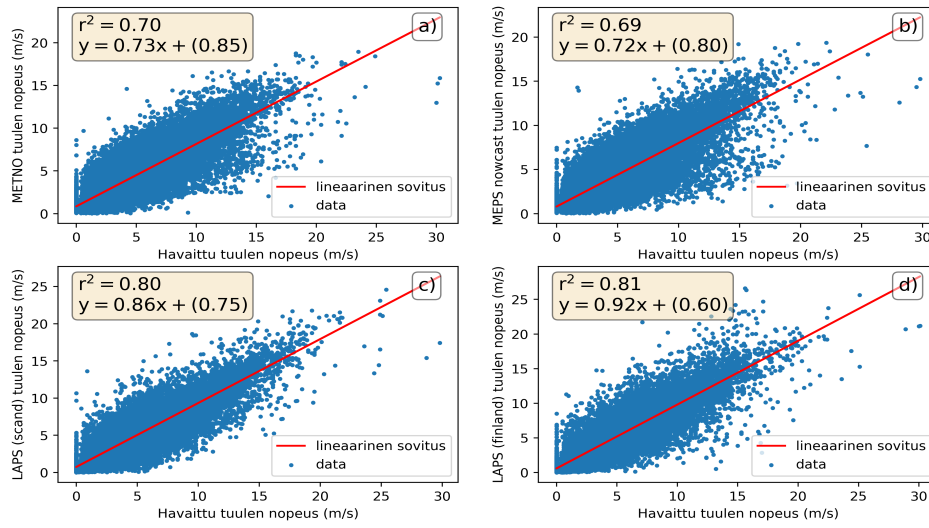 r² = 0.70
y = 0.73x + (0.85)
a)
METNO tuulen nopeus (m/s)
20
15
10
5
0
lineaarinen sovitus
data
0 5 10 15 20 25 30
Havaittu tuulen nopeus (m/s)
r² = 0.69
y = 0.72x + (0.80)
b)
MEPS nowcast tuulen nopeus (m/s)
20
15
10
5
0
lineaarinen sovitus
data
0 5 10 15 20 25 30
Havaittu tuulen nopeus (m/s)
r² = 0.80
y = 0.86x + (0.75)
c)
LAPS (scand) tuulen nopeus (m/s)
25
20
15
10
5
0
lineaarinen sovitus
data
0 5 10 15 20 25 30
Havaittu tuulen nopeus (m/s)
r² = 0.81
y = 0.92x + (0.60)
d)
LAPS (finland) tuulen nopeus (m/s)
25
20
15
10
5
0
lineaarinen sovitus
data
0 5 10 15 20 25 30
Havaittu tuulen nopeus (m/s)